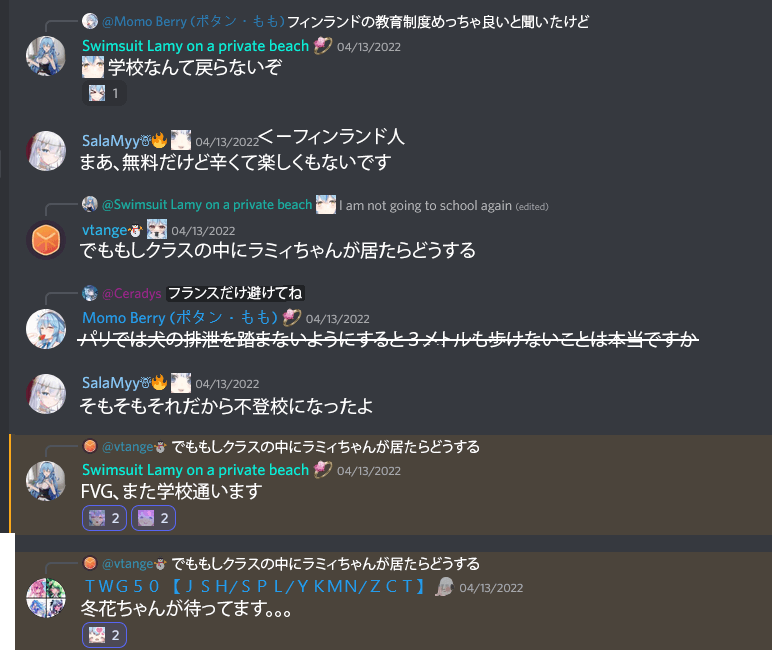 @Momo Berry (ボタン・もも) フィンランドの教育制度めっちゃ良いと聞いたけど
Swimsuit Lamy on a private beach 04/13/2022
学校なんて戻らないぞ
1
SalaMyy 04/13/2022 <ーフィンランド人
まあ、無料だけど辛くて楽しくもないです
@Swimsuit Lamy on a private beach I am not going to school again (edited)
vtange 04/13/2022
でももしクラスの中にラミィちゃんが居たらどうする
@Ceradys フランスだけ避けてね
Momo Berry (ボタン・もも) 04/13/2022
パリでは犬の排泄を踏まないようにすると３メトルも歩けないことは本当ですか
SalaMyy 04/13/2022
そもそもそれだから不登校になったよ
@vtange でももしクラスの中にラミィちゃんが居たらどうする
Swimsuit Lamy on a private beach 04/13/2022
FVG、また学校通います
2 2
@vtange でももしクラスの中にラミィちゃんが居たらどうする
ＴＷＧ５０【ＪＳＨ/ＳＰＬ/ＹＫＭＮ/ＺＣＴ】 04/13/2022
冬花ちゃんが待ってます。。。
2